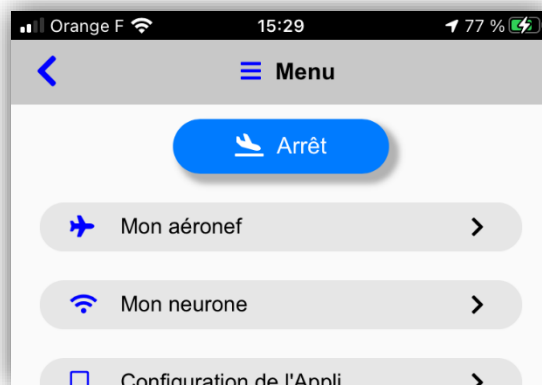 Orange F 15:29 77 %
Menu
Arrêt
Mon aéronef
Mon neurone
Configuration de l'Appli